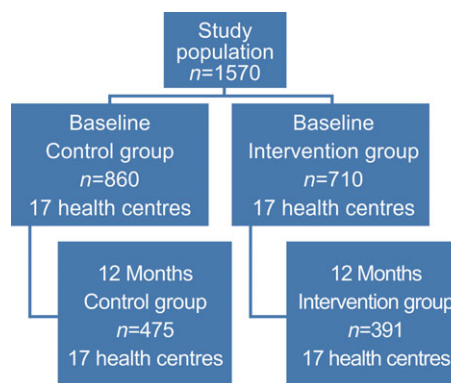 Study
population
n=1570
Baseline
Control group
n=860
17 health centres
Baseline
Intervention group
n=710
17 health centres
12 Months
Control group
n=475
17 health centres
12 Months
Intervention group
n=391
17 health centres